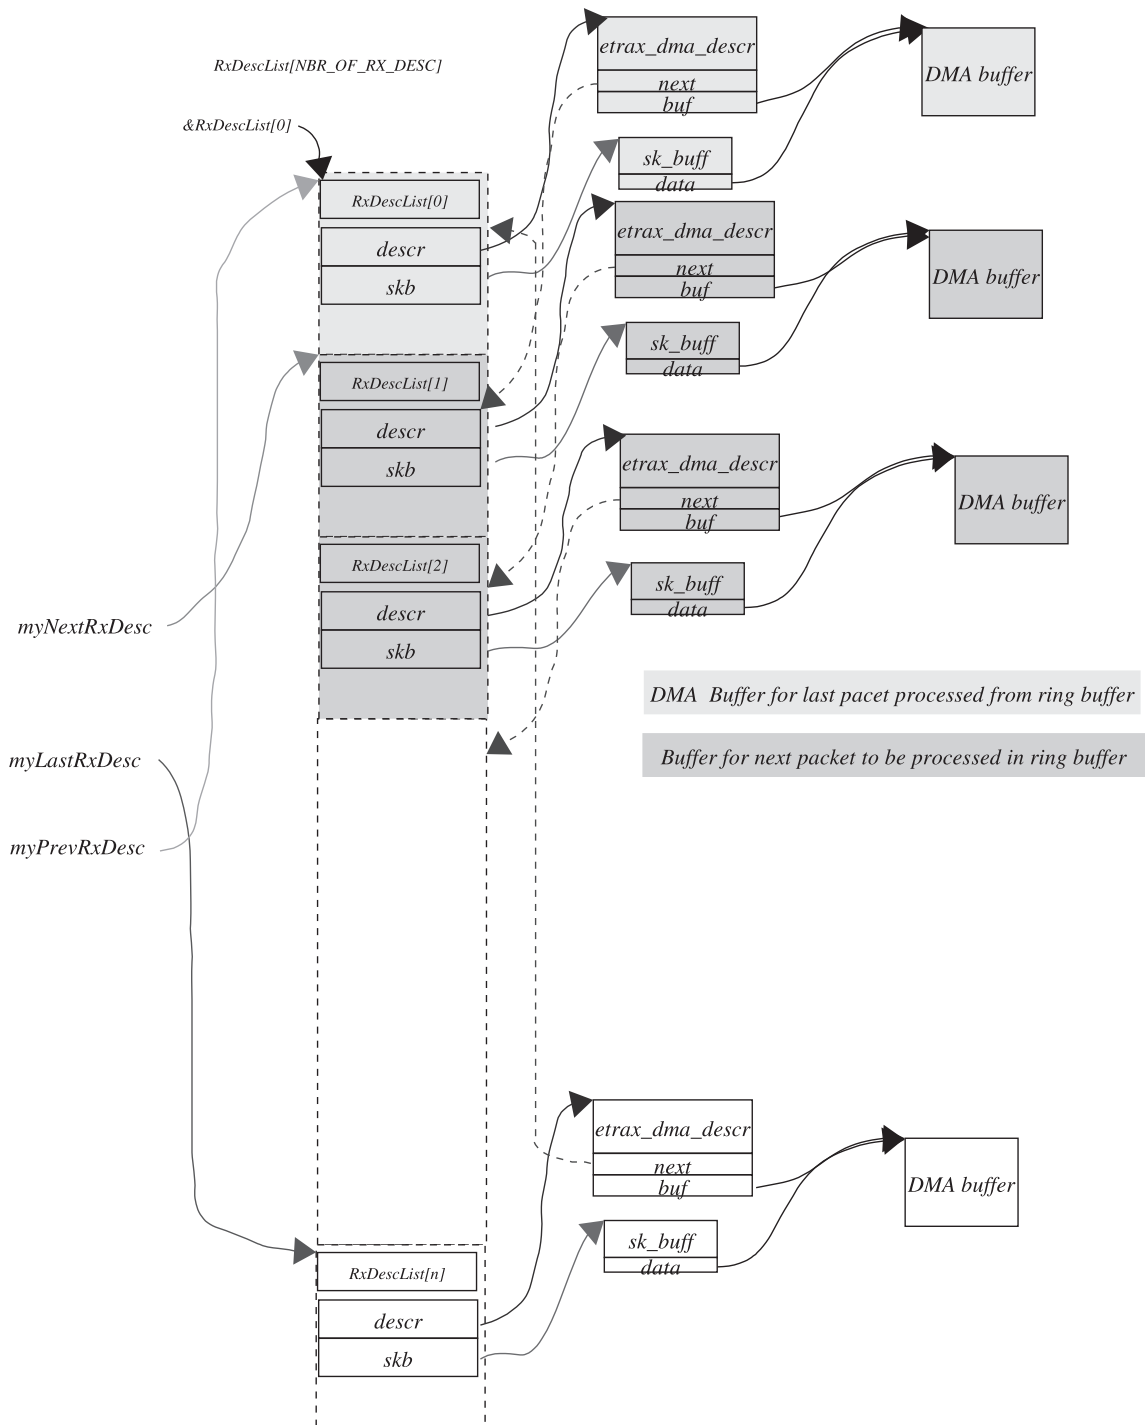 RxDescList[NBR_OF_RX_DESC]
&RxDescList[0]
etrax_dma_descr
next
buf
DMA buffer
sk_buff
data
RxDescList[0]
descr
skb
etrax_dma_descr
next
buf
DMA buffer
sk_buff
data
RxDescList[1]
descr
skb
etrax_dma_descr
next
buf
DMA buffer
sk_buff
data
RxDescList[2]
descr
skb
myNextRxDesc
DMA Buffer for last pacet processed from ring buffer
Buffer for next packet to be processed in ring buffer
myLastRxDesc
myPrevRxDesc
etrax_dma_descr
next
buf
DMA buffer
sk_buff
data
RxDescList[n]
descr
skb